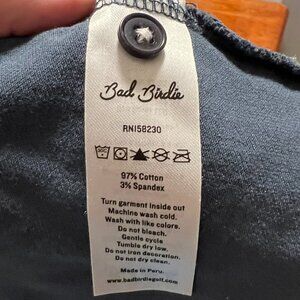 Bad Birdie
RN158230
97% Cotton
3% Spandex
Turn garment inside out
Machine wash cold.
Wash with like colors.
Do not bleach.
Gentle cycle
Tumble dry low.
Do not iron decoration.
Do not dry clean.
Made in Peru.
www.badbirdiegolf.com